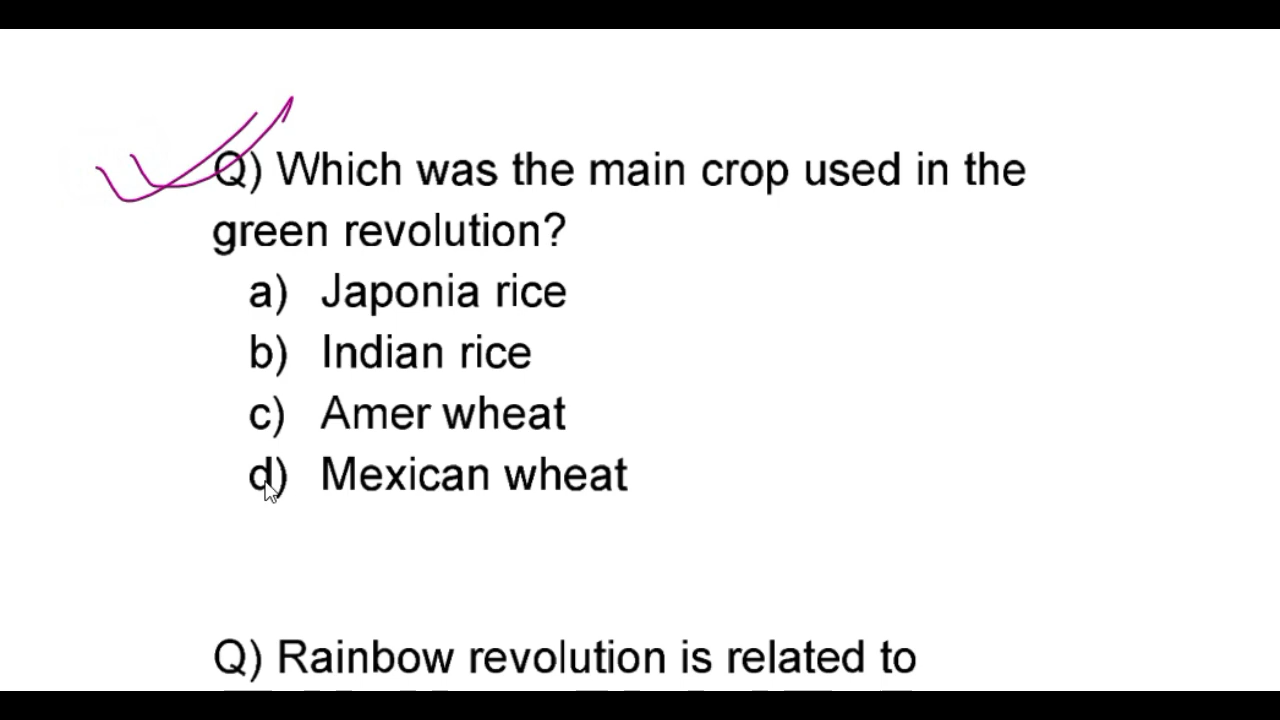 Q) Which was the main crop used in the
green revolution?
a) Japonia rice
b) Indian rice
c) Amer wheat
d) Mexican wheat
Q) Rainbow revolution is related to